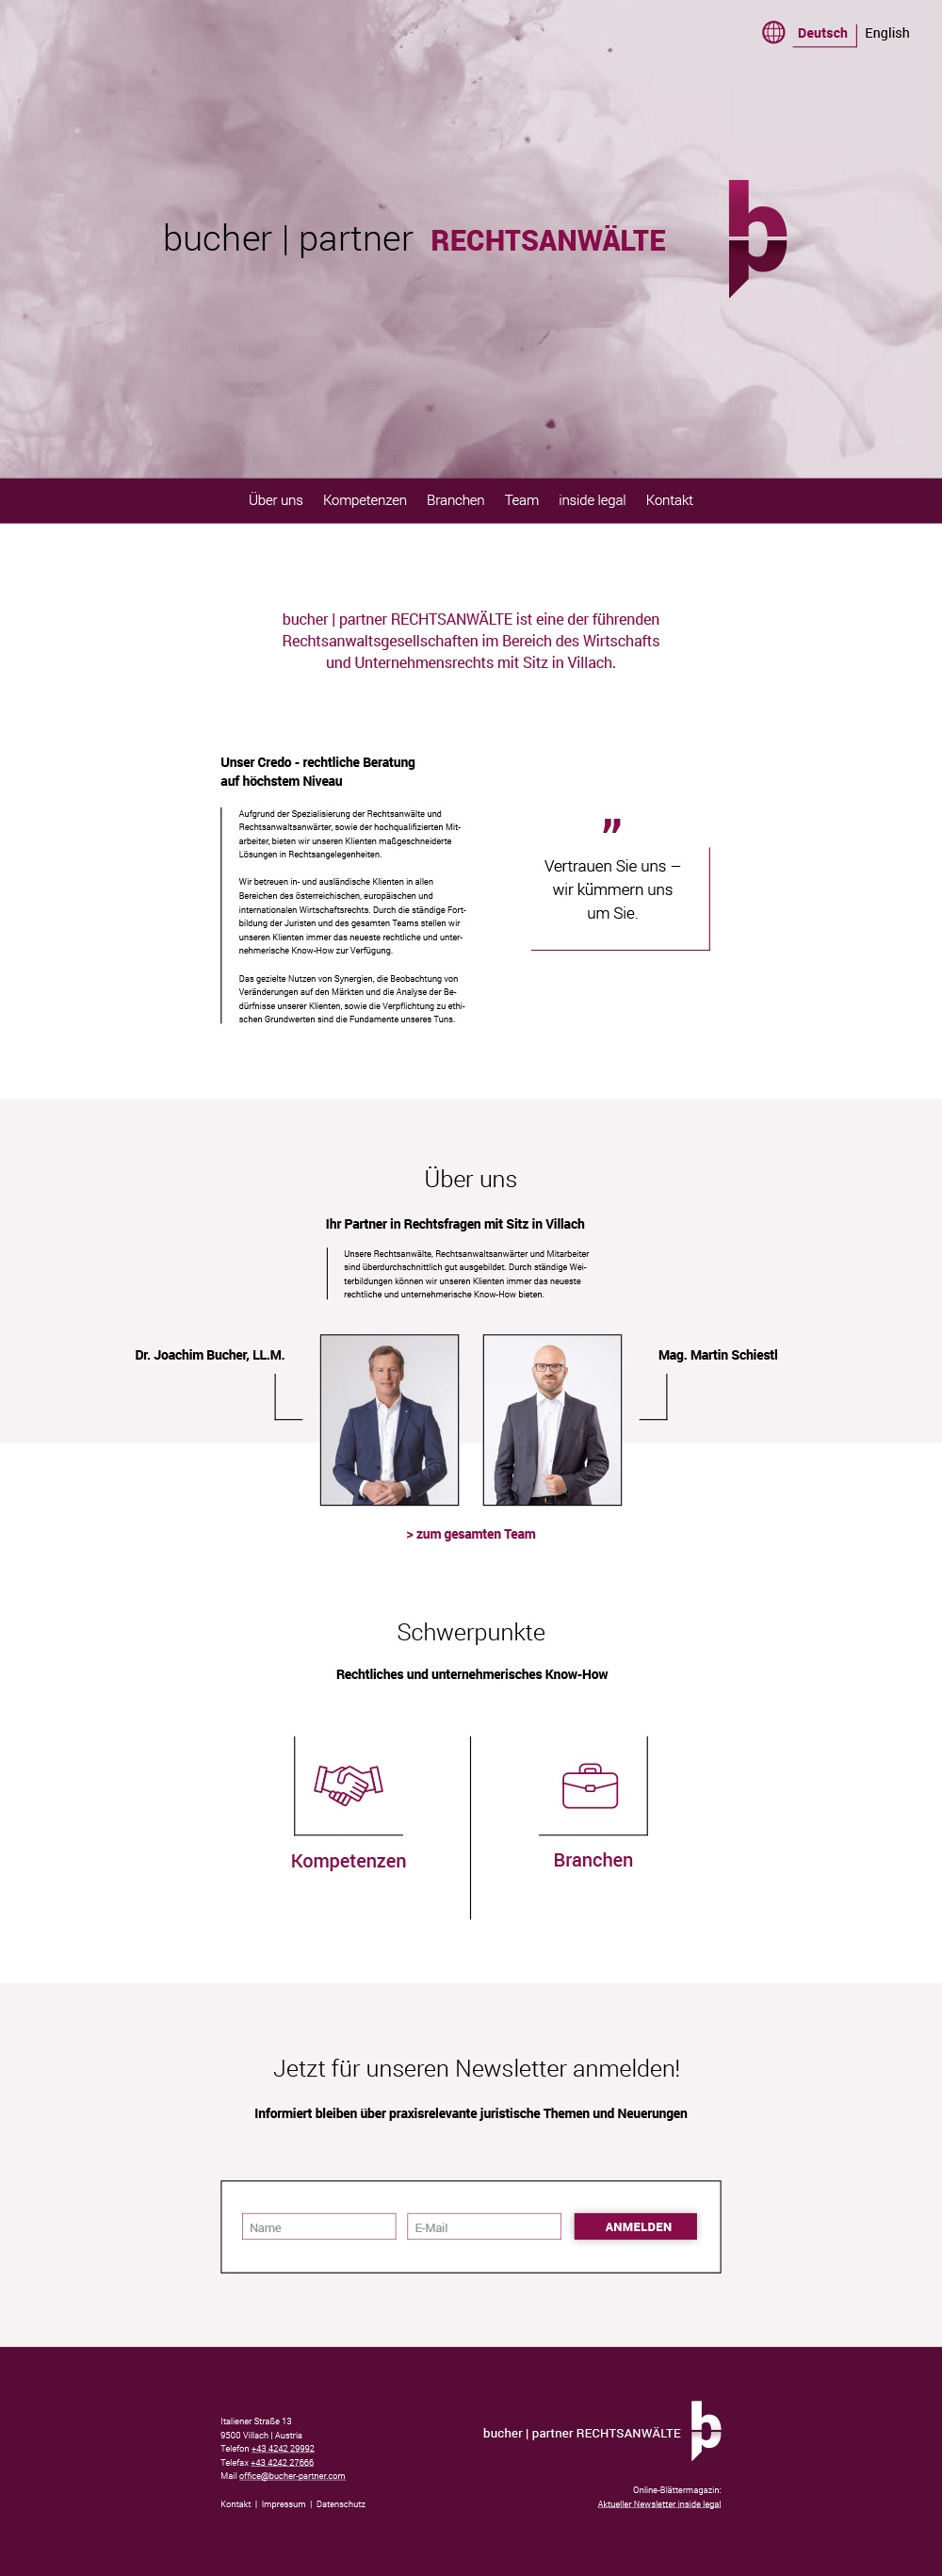 Deutsch English
bucher | partner RECHTSANWÄLTE
Über uns Kompetenzen Branchen Team inside legal Kontakt
bucher | partner RECHTSANWÄLTE ist eine der führenden
Rechtsanwaltsgesellschaften im Bereich des Wirtschafts
und Unternehmensrechts mit Sitz in Villach.
Unser Credo - rechtliche Beratung
auf höchstem Niveau
Aufgrund der Spezialisierung der Rechtsanwälte und
Rechtsanwaltsanwärter, sowie der hochqualifizierten Mit-
arbeiter, bieten wir unseren Klienten maßgeschneiderte
Lösungen in Rechtsangelegenheiten.
Wir betreuen in- und ausländische Klienten in allen
Bereichen des österreichischen, europäischen und
internationalen Wirtschaftsrechts. Durch die ständige Fort-
bildung der Juristen und des gesamten Teams stellen wir
unseren Klienten immer das neueste rechtliche und unter-
nehmerische Know-How zur Verfügung.
Das gezielte Nutzen von Synergien, die Beobachtung von
Veränderungen auf den Märkten und die Analyse der Be-
dürfnisse unserer Klienten, sowie die Verpflichtung zu ethi-
schen Grundwerten sind die Fundamente unseres Tuns.
”
Vertrauen Sie uns –
wir kümmern uns
um Sie.
Über uns
Ihr Partner in Rechtsfragen mit Sitz in Villach
Unsere Rechtsanwälte, Rechtsanwaltsanwärter und Mitarbeiter
sind überdurchschnittlich gut ausgebildet. Durch ständige Wei-
terbildungen können wir unseren Klienten immer das neueste
rechtliche und unternehmerische Know-How bieten.
Dr. Joachim Bucher, LL.M.
Mag. Martin Schiestl
> zum gesamten Team
Schwerpunkte
Rechtliches und unternehmerisches Know-How
Kompetenzen
Branchen
Jetzt für unseren Newsletter anmelden!
Informiert bleiben über praxisrelevante juristische Themen und Neuerungen
Name
E-Mail
ANMELDEN
Italiener Straße 13
9500 Villach | Austria
Telefon +43 4242 29992
Telefax +43 4242 27666
Mail office@bucher-partner.com
Kontakt | Impressum | Datenschutz
bucher | partner RECHTSANWÄLTE
Online-Blättermagazin:
Aktueller Newsletter inside legal